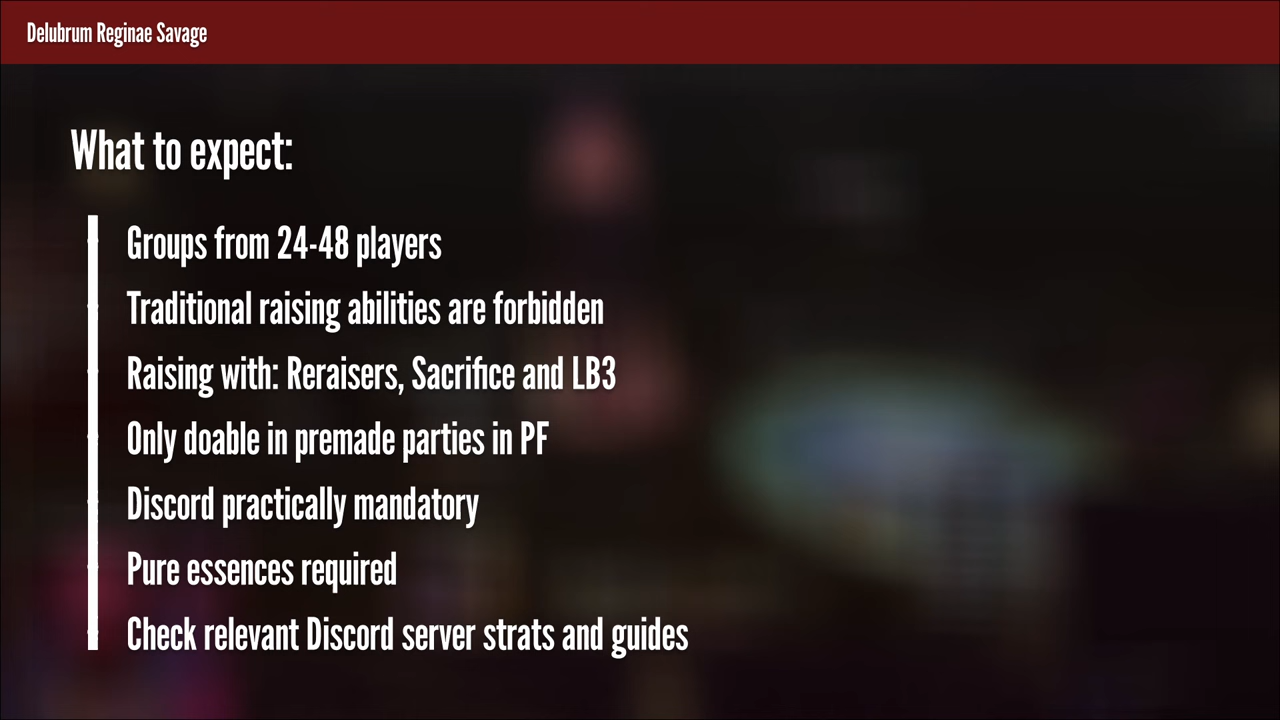 Delubrum Reginae Savage
What to expect:
Groups from 24-48 players
Traditional raising abilities are forbidden
Raising with: Reraisers, Sacrifice and LB3
Only doable in premade parties in PF
Discord practically mandatory
Pure essences required
Check relevant Discord server strats and guides